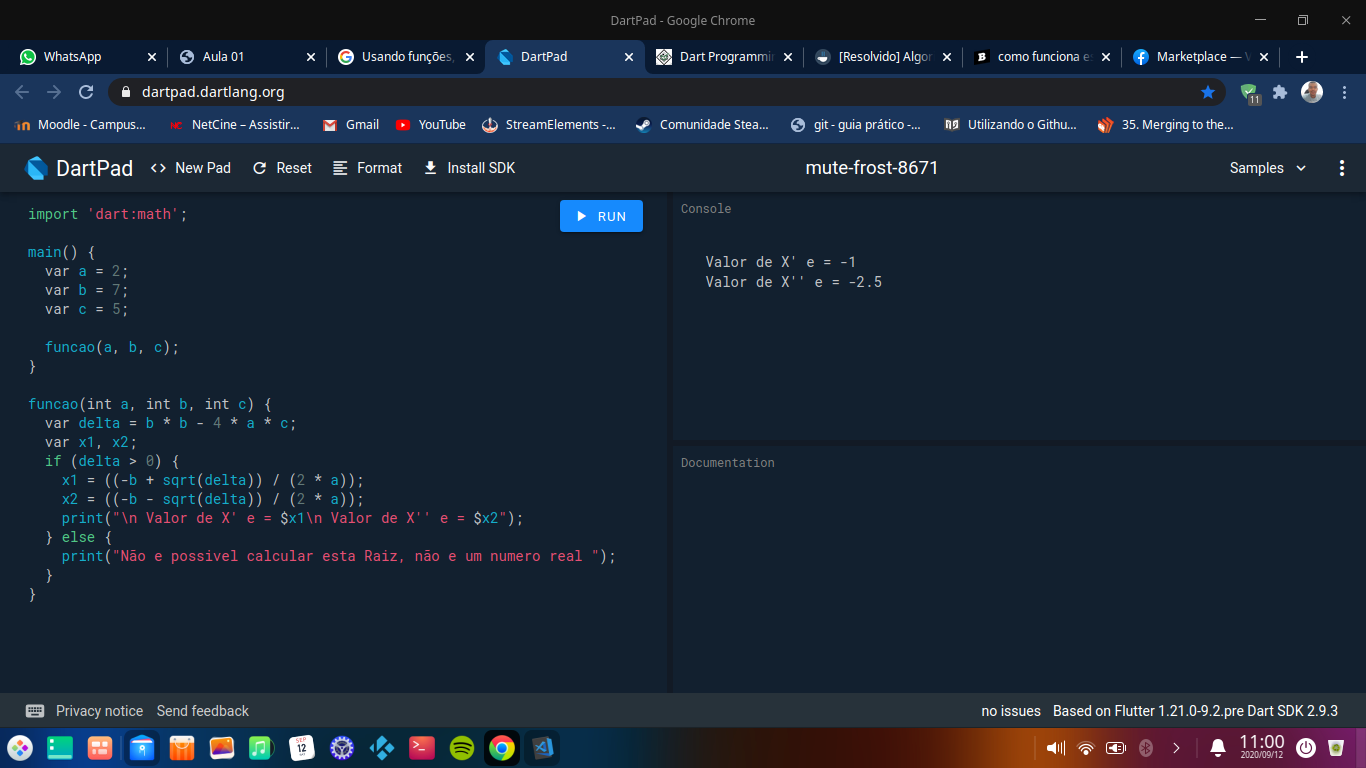 DartPad - Google Chrome
WhatsApp
Aula 01
Usando funções,
DartPad
Dart Programmin
[Resolvido] Algor
como funciona e
Marketplace — V
dartpad.dartlang.org
11
Moodle - Campus...
NetCine – Assistir...
Gmail
YouTube
StreamElements -...
Comunidade Stea...
git - guia prático -...
Utilizando o Githu...
35. Merging to the...
DartPad
<> New Pad
Reset
Format
Install SDK
mute-frost-8671
Samples
import 'dart:math';
RUN
main() {
var a = 2;
var b = 7;
var c = 5;
funcao(a, b, c);
}
funcao(int a, int b, int c) {
var delta = b * b - 4 * a * c;
var x1, x2;
if (delta > 0) {
x1 = ((-b + sqrt(delta)) / (2 * a));
x2 = ((-b - sqrt(delta)) / (2 * a));
print("\n Valor de X' e = $x1\n Valor de X'' e = $x2");
} else {
print("Não e possivel calcular esta Raiz, não e um numero real ");
}
}
Console
Valor de X' e = -1
Valor de X'' e = -2.5
Documentation
Privacy notice
Send feedback
no issues
Based on Flutter 1.21.0-9.2.pre Dart SDK 2.9.3
SEP
12
11:00
2020/09/12